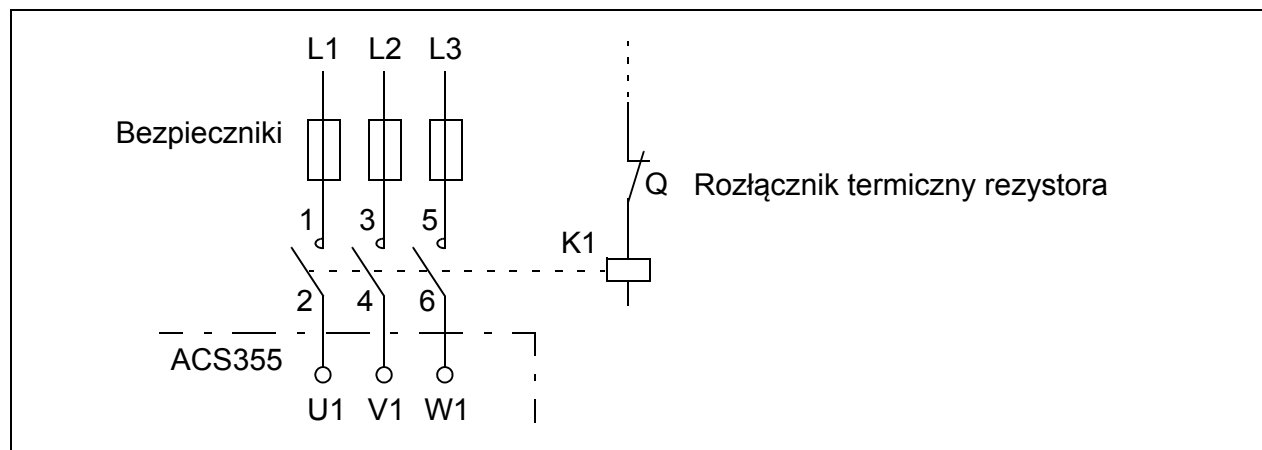 L1 L2 L3
Bezpieczniki
Q Rozłącznik termiczny rezystora
1 3 5
K1
2 4 6
ACS355
U1 V1 W1